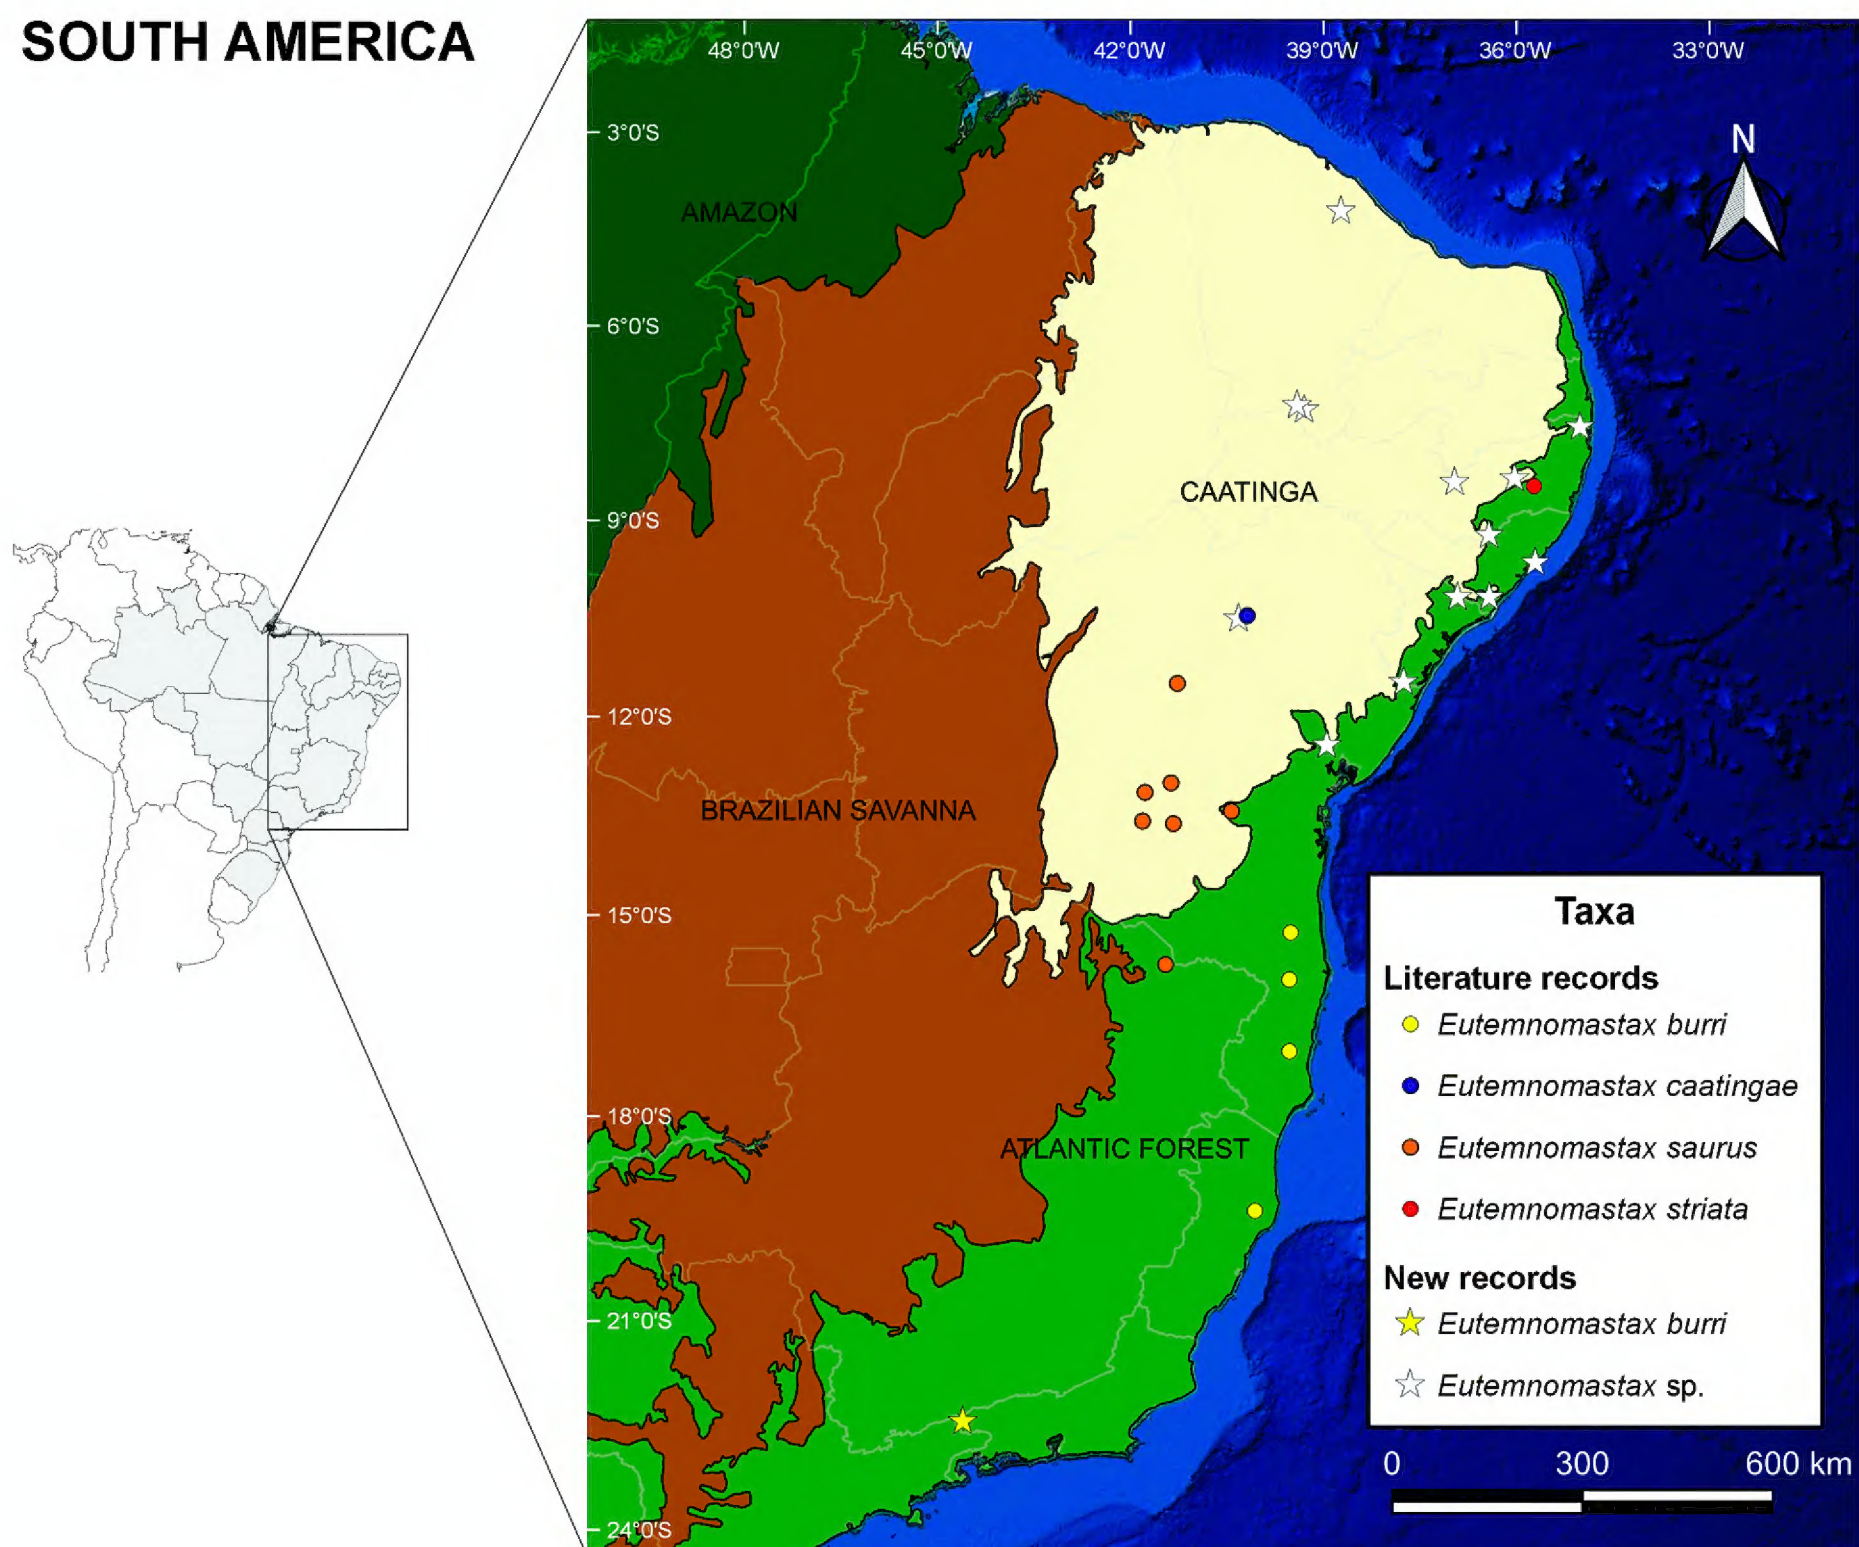 SOUTH AMERICA
48°0'W 45°0'W 42°0'W 39°0'W 36°0'W 33°0'W
3°0'S
N
AMAZON
6°0'S
CAATINGA
9°0'S
12°0'S
BRAZILIAN SAVANNA
15°0'S
18°0'S
ATLANTIC FOREST
21°0'S
24°0'S
Taxa
Literature records
Eutemnomastax burri
Eutemnomastax caatingae
Eutemnomastax saurus
Eutemnomastax striata
New records
Eutemnomastax burri
Eutemnomastax sp.
0 300 600 km